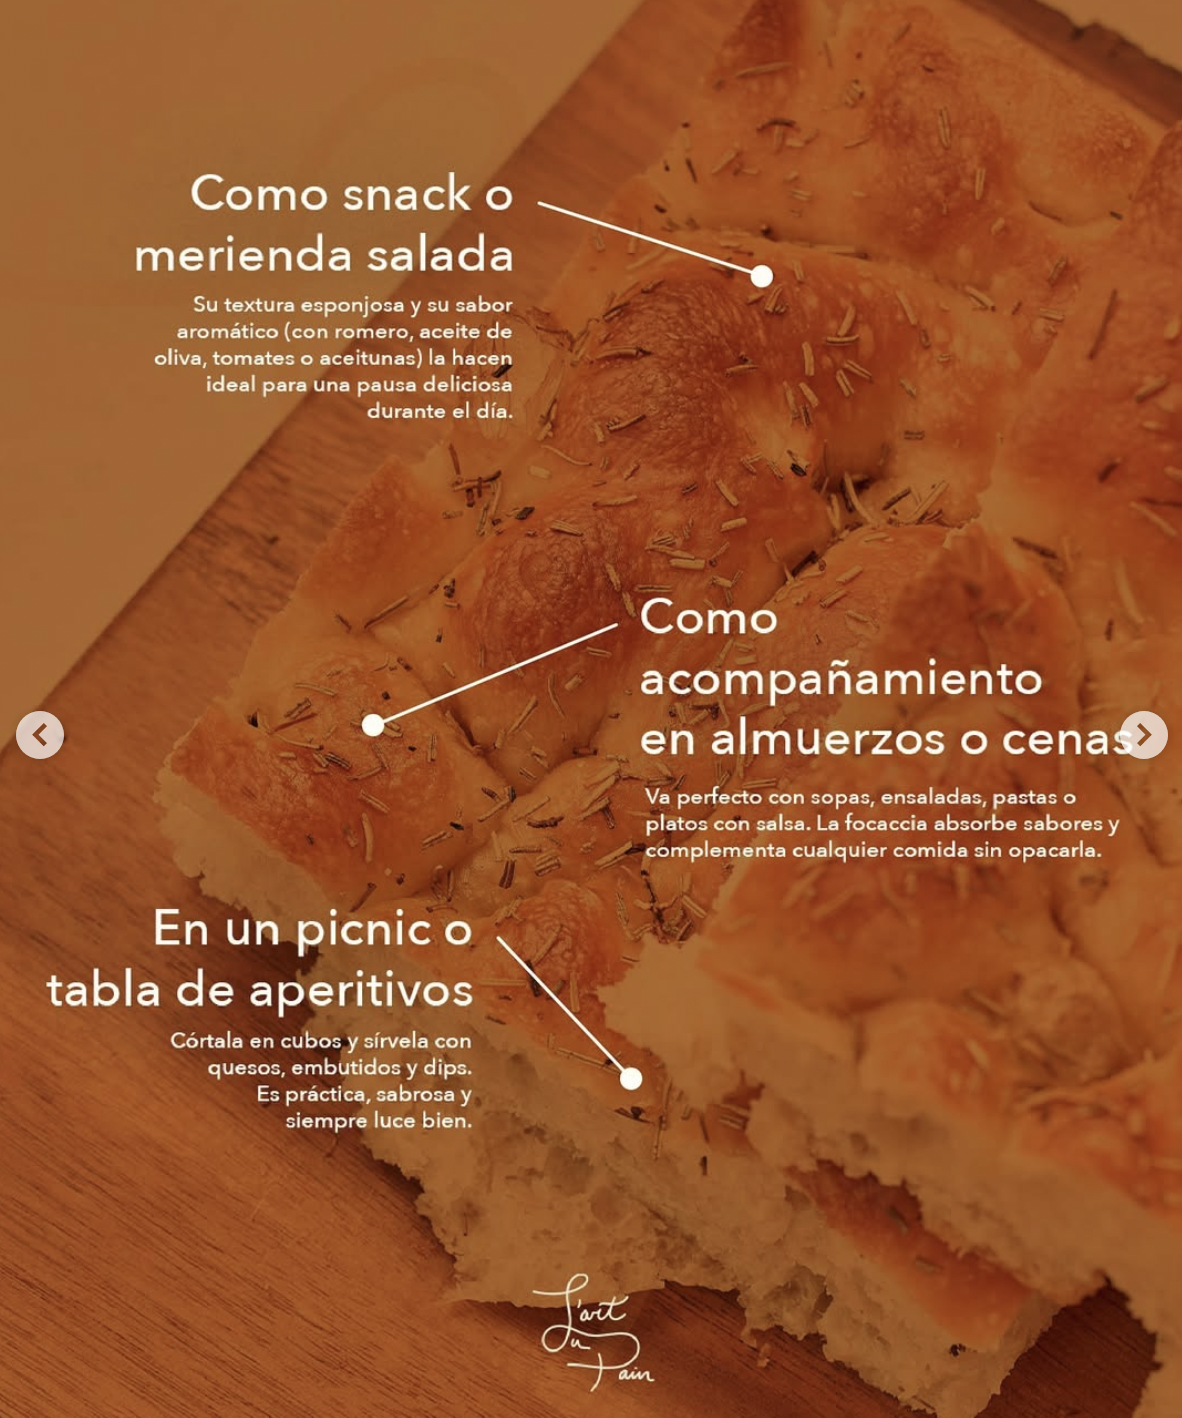 Como snack o
merienda salada
Su textura esponjosa y su sabor
aromático (con romero, aceite de
oliva, tomates o aceitunas) la hacen
ideal para una pausa deliciosa
durante el día.
Como
acompañamiento
en almuerzos o cenas
Va perfecto con sopas, ensaladas, pastas o
platos con salsa. La focaccia absorbe sabores y
complementa cualquier comida sin opacarla.
En un picnic o
tabla de aperitivos
Córtala en cubos y sírvela con
quesos, embutidos y dips.
Es práctica, sabrosa y
siempre luce bien.
L'art
Du
Pain